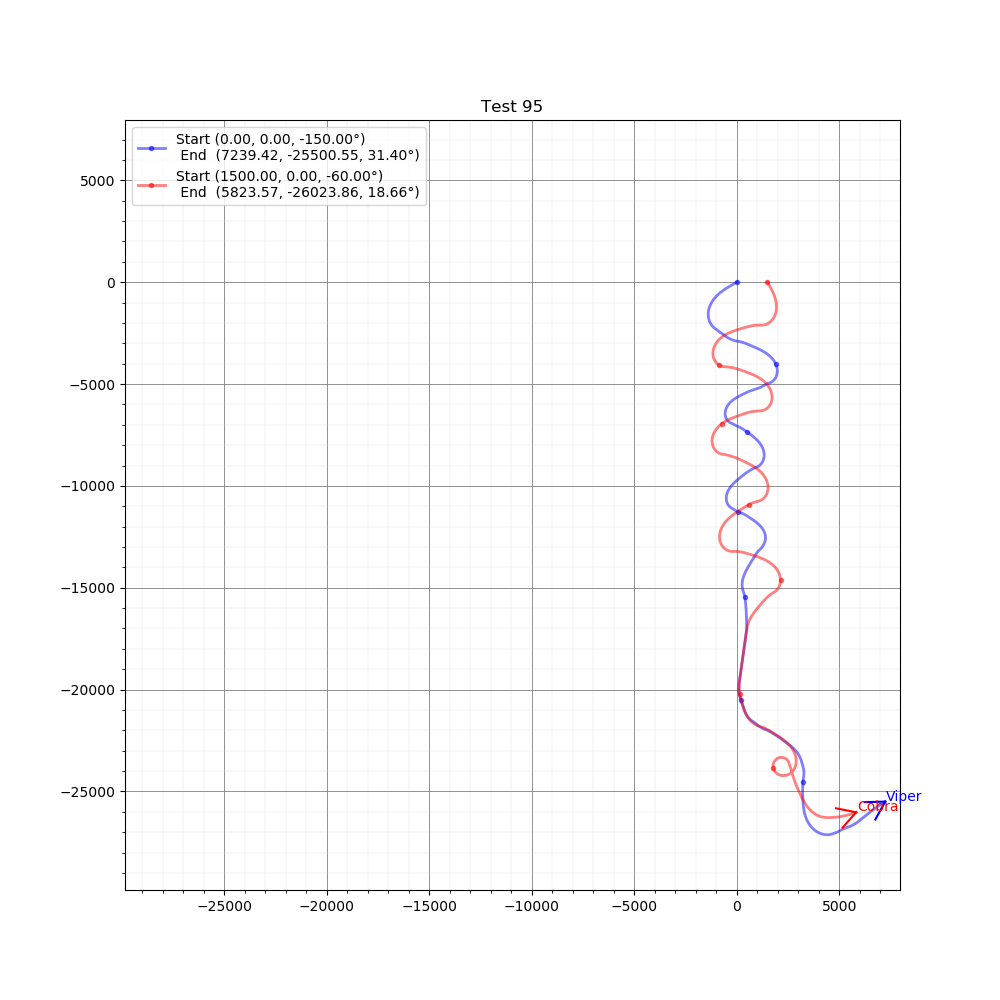 Test 95
Start (0.00, 0.00, -150.00°)
End (7239.42, -25500.55, 31.40°)
Start (1500.00, 0.00, -60.00°)
End (5823.57, -26023.86, 18.66°)
5000
0
−5000
−10000
−15000
−20000
−25000
Viper
Cobra
−25000 −20000 −15000 −10000 −5000 0 5000